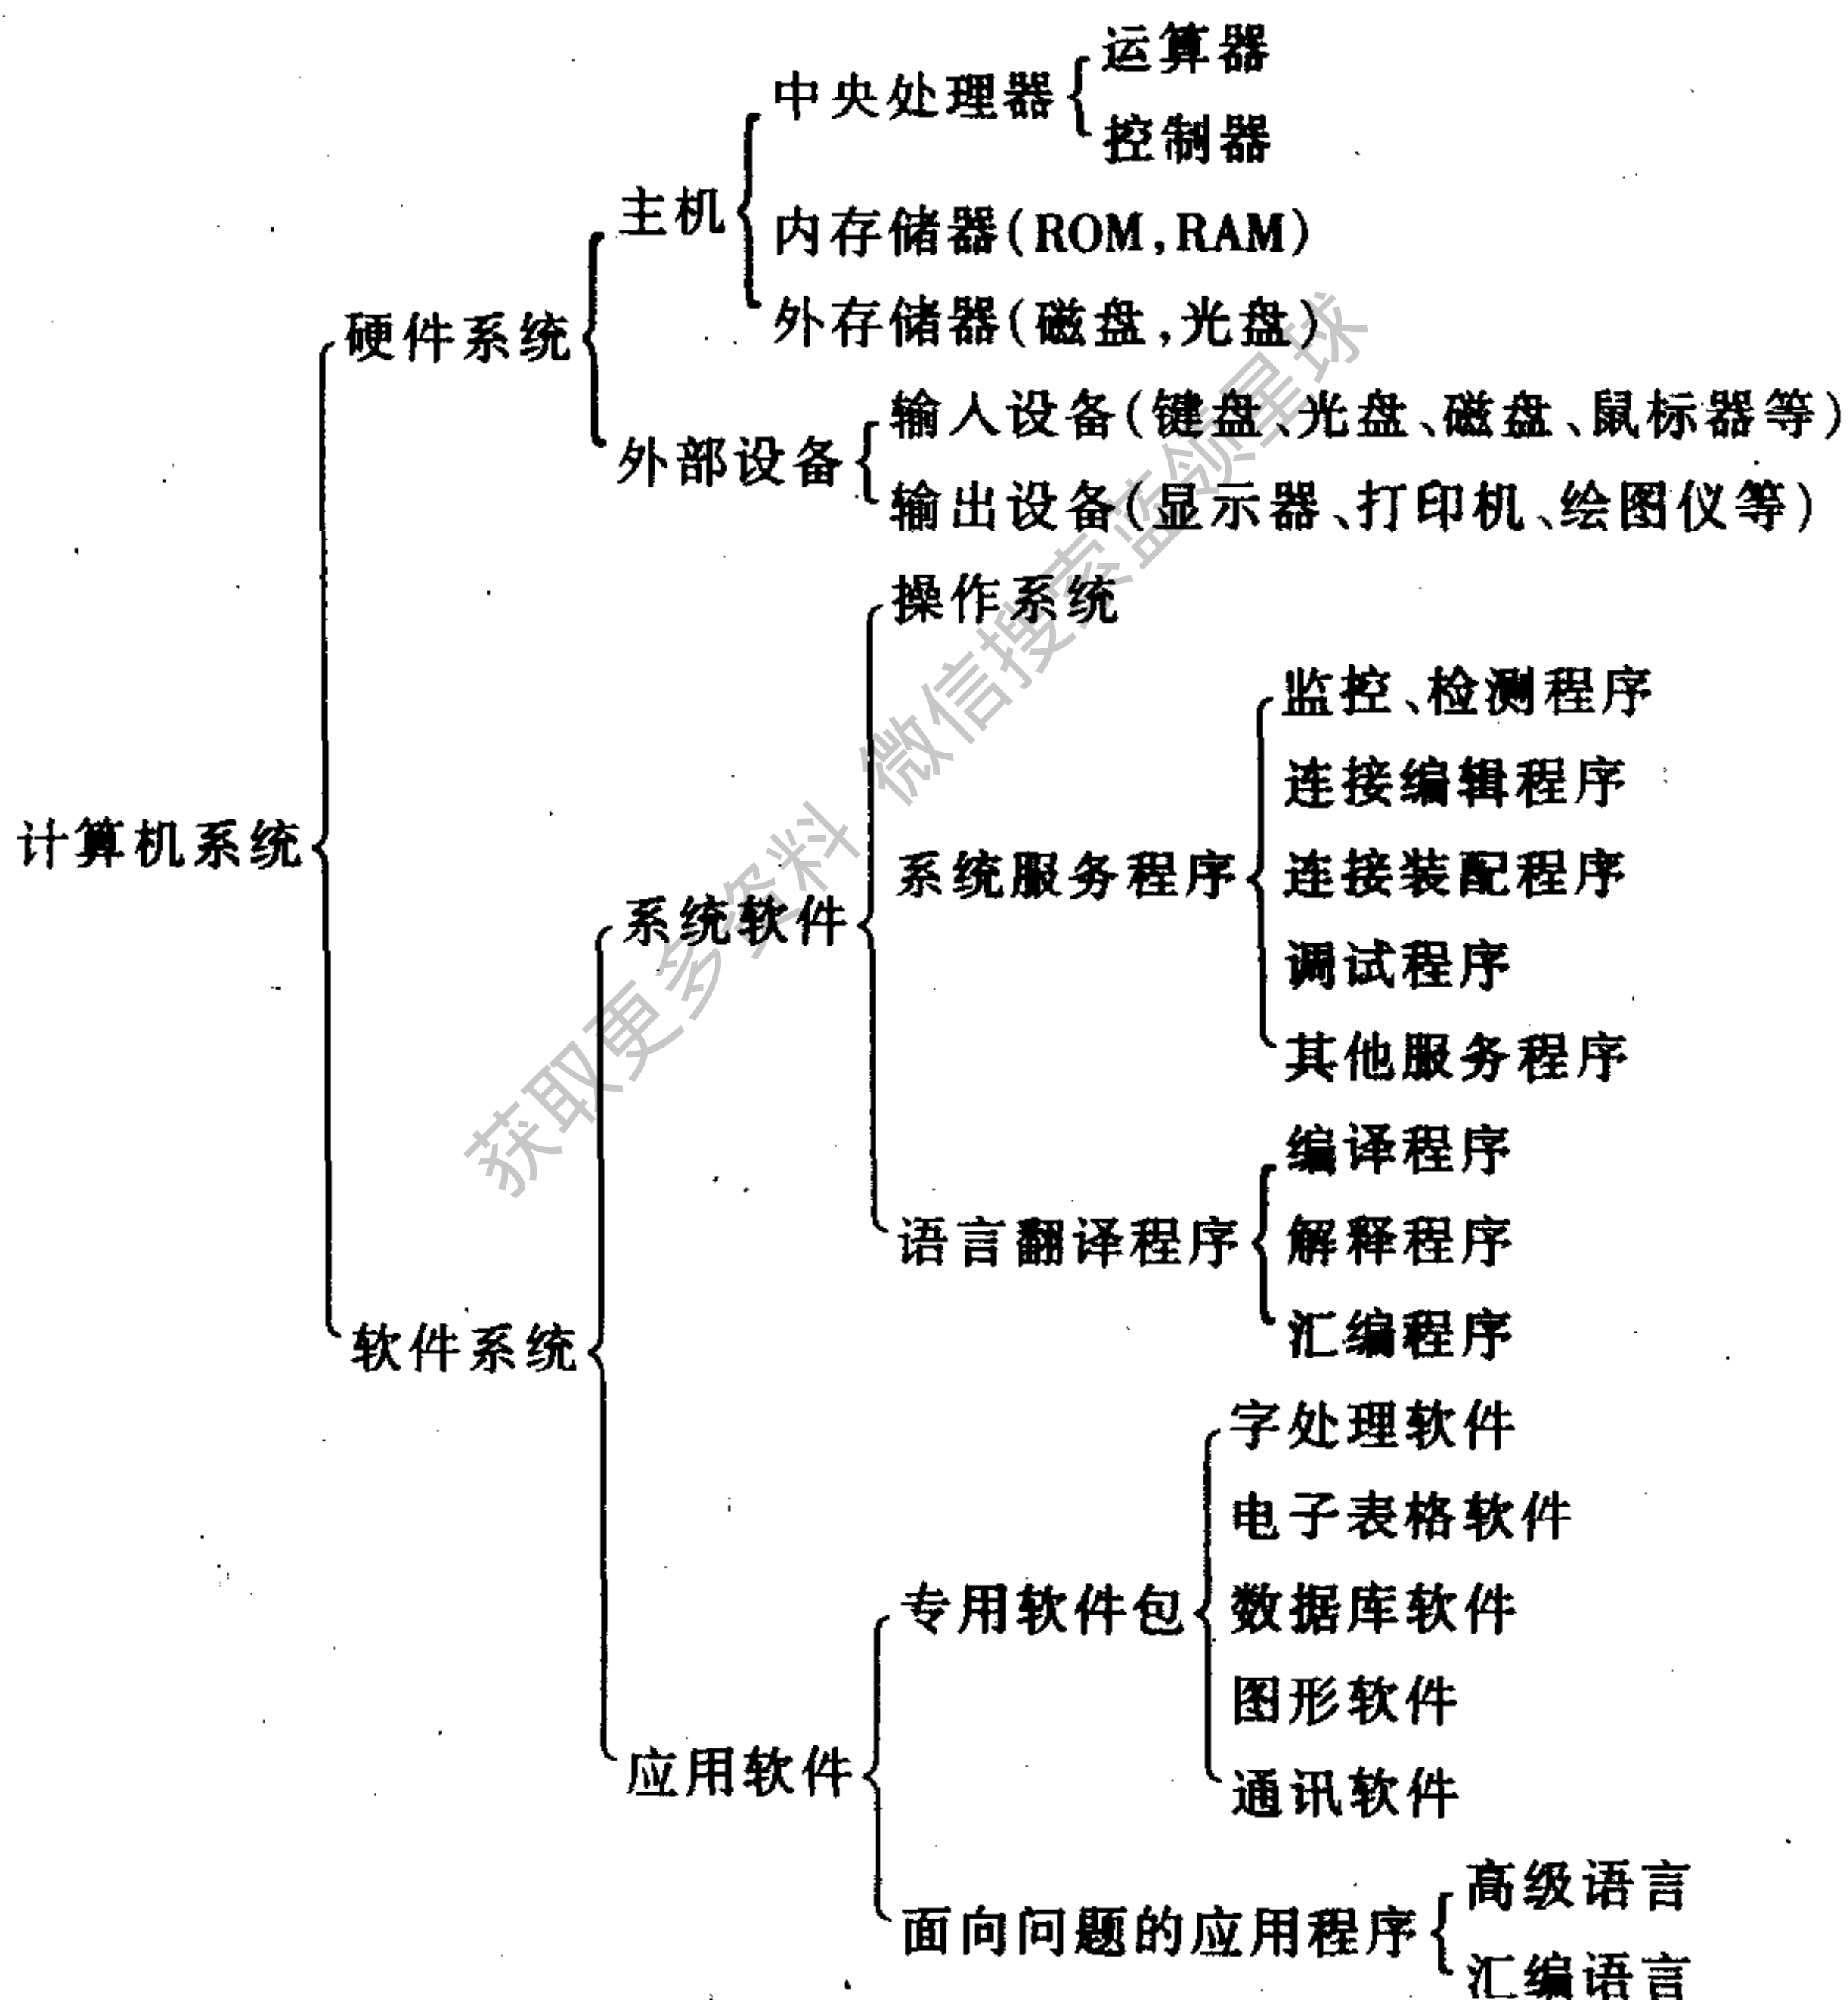 运算器
中央处理器
控制器
主机
内存储器(ROM,RAM)
外存储器(磁盘,光盘)
硬件系统
输入设备(键盘、光盘、磁盘、鼠标器等)
外部设备
输出设备(显示器、打印机、绘图仪等)
操作系统
监控、检测程序
连接编辑程序
计算机系统
系统服务程序
连接装配程序
系统软件
调试程序
其他服务程序
编译程序
语言翻译程序
解释程序
汇编程序
软件系统
字处理软件
电子表格软件
专用软件包
数据库软件
图形软件
应用软件
通讯软件
高级语言
面向问题的应用程序
汇编语言
获取更多资料 微信搜索蓝领星球